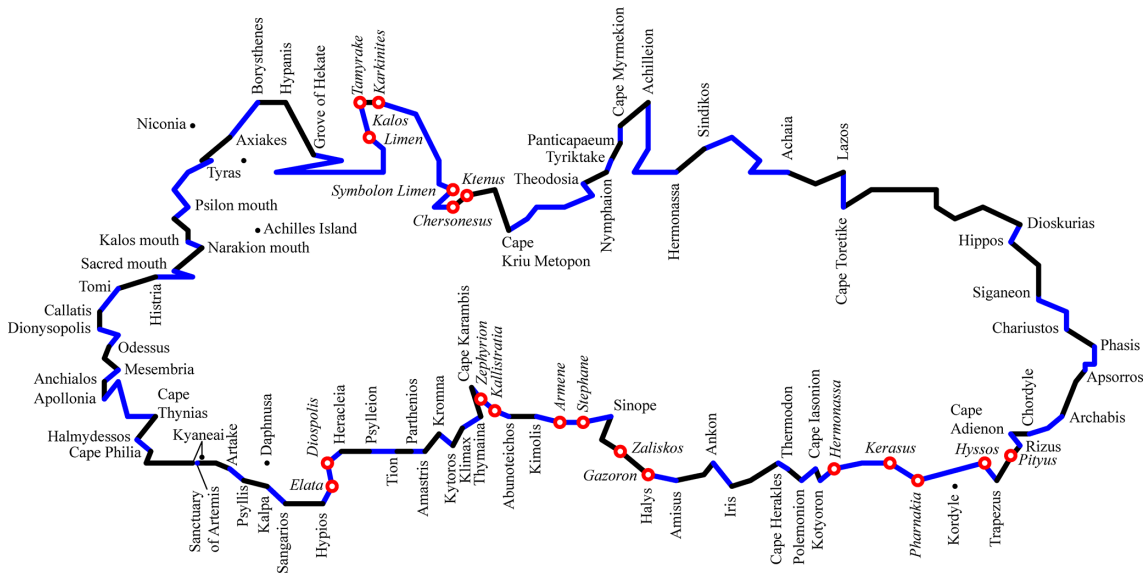 Borysthenes
Hypanis
Grove of Hekate
Tamyrake
Karkinites
Kalos
Limen
Cape Myrmekion
Achilleion
Sindikos
Achaia
Lazos
Niconia
Axiakes
Tyras
Panticapaeum
Tyriktake
Theodosia
Nymphaion
Hermonassa
Symbolon Limen
Ktenus
Chersonesus
Cape
Kriu Metopon
Cape Toretike
Dioskurias
Hippos
Psilon mouth
Achilles Island
Kalos mouth
Narakion mouth
Sacred mouth
Tomi
Histria
Siganeon
Callatis
Dionysopolis
Chariustos
Phasis
Odessus
Mesembria
Apsorros
Anchialos
Apollonia
Cape
Thynias
Cape Karambis
Zephyrion
Kallistratia
Armene
Stephane
Sinope
Chordyle
Archabis
Cape
Adienon
Rizus
Pityus
Halmydessos
Cape Philia
Kyaneai
Artake
Daphnusa
Diospolis
Heracleia
Psylleion
Parthenios
Kromna
Zaliskos
Gazoron
Ankon
Thermodon
Cape Iasonion
Hermonassa
Kerasus
Hyssos
Elata
Sanctuary
of Artemis
Psyllis
Kalpa
Sangarios
Hypios
Tion
Amastris
Kytoros
Klimax
Thymaina
Abunoteichos
Kimolis
Halys
Amisus
Iris
Cape Herakles
Polemonion
Kotyoron
Pharnakia
Kordyle
Trapezus